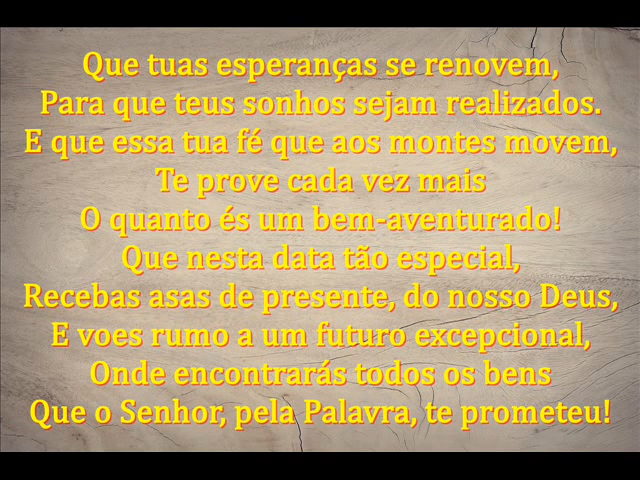 Que tuas esperanças se renovem,
Para que teus sonhos sejam realizados.
E que essa tua fé que aos montes movem,
Te prove cada vez mais
O quanto és um bem-aventurado!
Que nesta data tão especial,
Recebas asas de presente, do nosso Deus,
E voes rumo a um futuro excepcional,
Onde encontrarás todos os bens
Que o Senhor, pela Palavra, te prometeu!